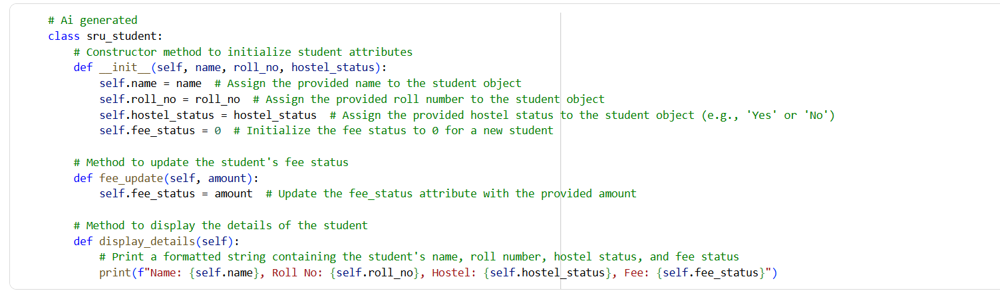 # Ai generated
class sru_student:
    # Constructor method to initialize student attributes
    def __init__(self, name, roll_no, hostel_status):
        self.name = name  # Assign the provided name to the student object
        self.roll_no = roll_no  # Assign the provided roll number to the student object
        self.hostel_status = hostel_status  # Assign the provided hostel status to the student object (e.g., 'Yes' or 'No')
        self.fee_status = 0  # Initialize the fee status to 0 for a new student

    # Method to update the student's fee status
    def fee_update(self, amount):
        self.fee_status = amount  # Update the fee_status attribute with the provided amount

    # Method to display the details of the student
    def display_details(self):
        # Print a formatted string containing the student's name, roll number, hostel status, and fee status
        print(f"Name: {self.name}, Roll No: {self.roll_no}, Hostel: {self.hostel_status}, Fee: {self.fee_status}")